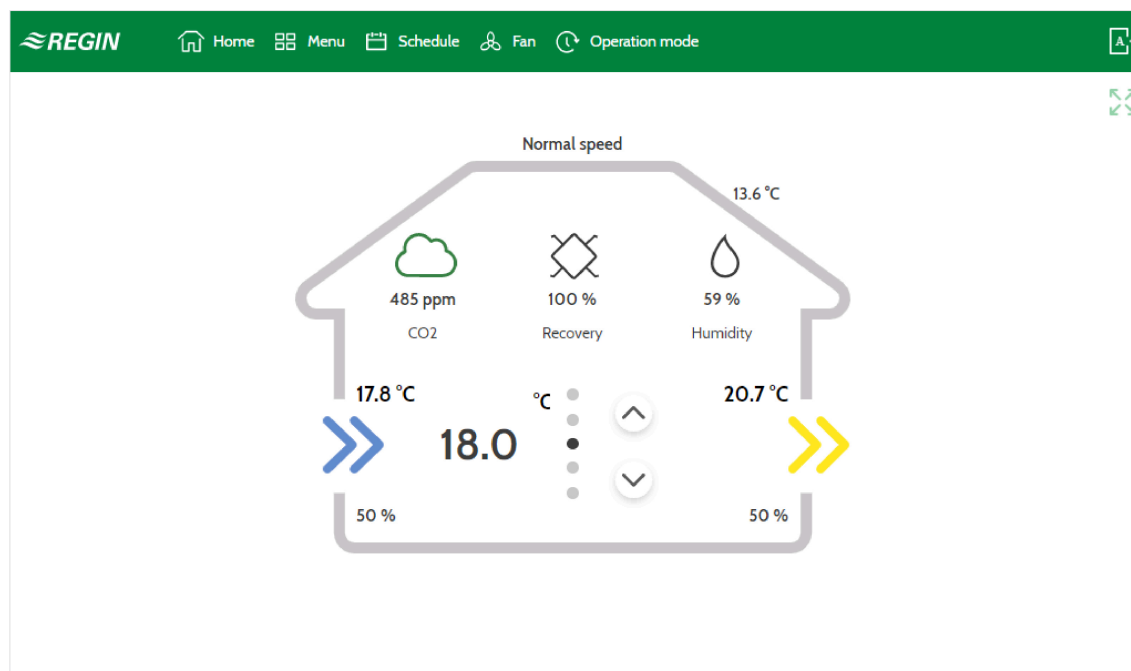 REGIN Home Menu Schedule Fan Operation mode A
Normal speed
13.6 °C
485 ppm 100 % 59 %
CO2 Recovery Humidity
17.8 °C °C 20.7 °C
18.0
50 % 50 %